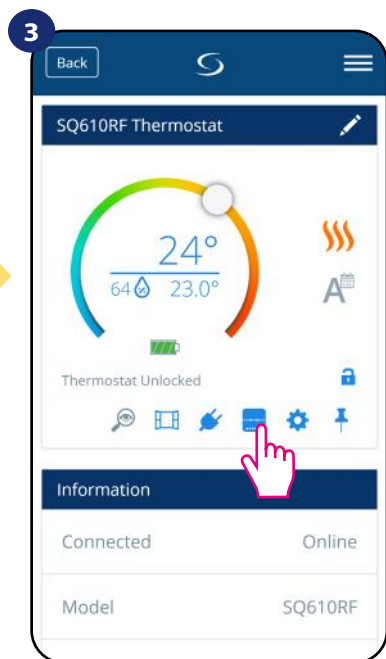 3
Back
SQ610RF Thermostat
24°
64 23.0°
A
Thermostat Unlocked
Information
Connected Online
Model SQ610RF